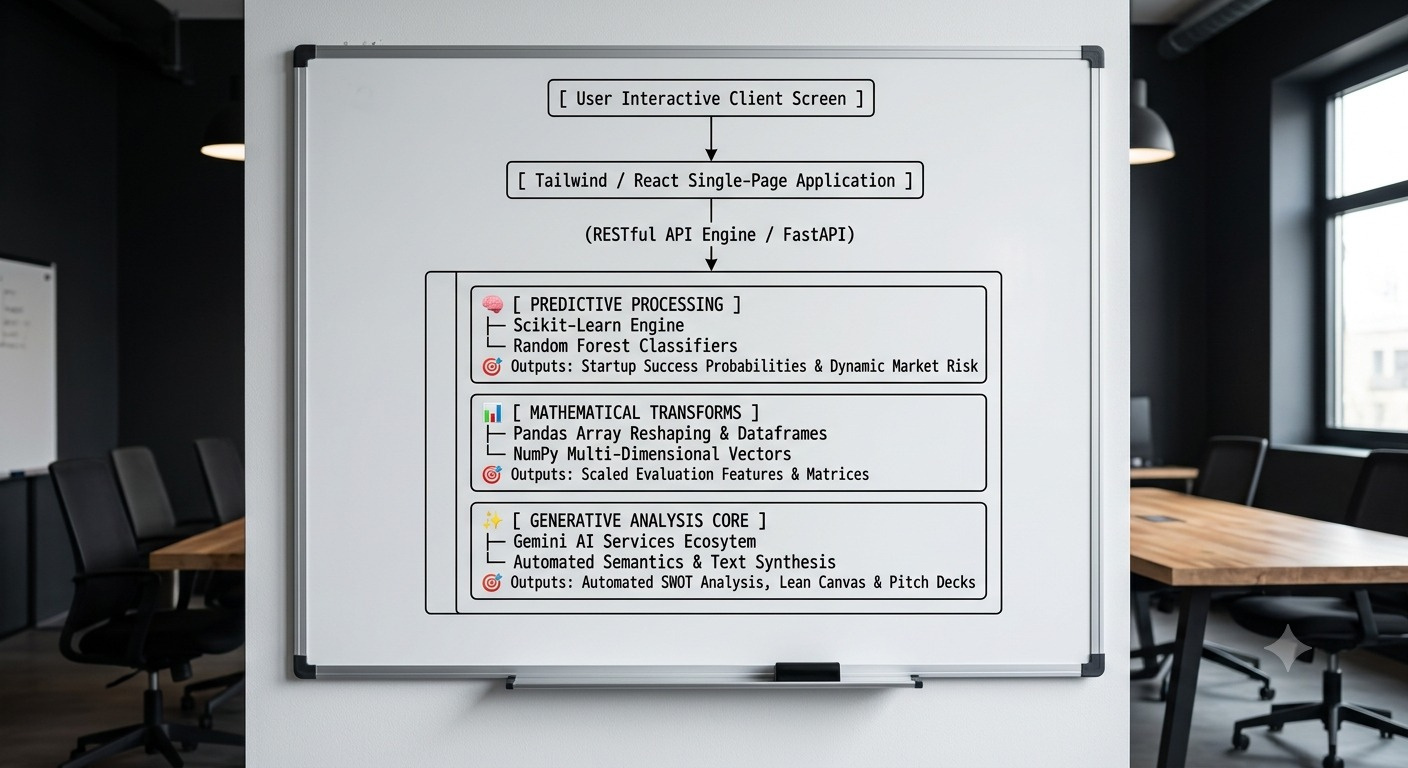 [ User Interactive Client Screen ]
[ Tailwind / React Single-Page Application ]
(RESTful API Engine / FastAPI)
🧠 [ PREDICTIVE PROCESSING ]
├─ Scikit-Learn Engine
└─ Random Forest Classifiers
🎯 Outputs: Startup Success Probabilities & Dynamic Market Risk
📊 [ MATHEMATICAL TRANSFORMS ]
├─ Pandas Array Reshaping & Dataframes
└─ NumPy Multi-Dimensional Vectors
🎯 Outputs: Scaled Evaluation Features & Matrices
✨ [ GENERATIVE ANALYSIS CORE ]
├─ Gemini AI Services Ecosytem
└─ Automated Semantics & Text Synthesis
🎯 Outputs: Automated SWOT Analysis, Lean Canvas & Pitch Decks